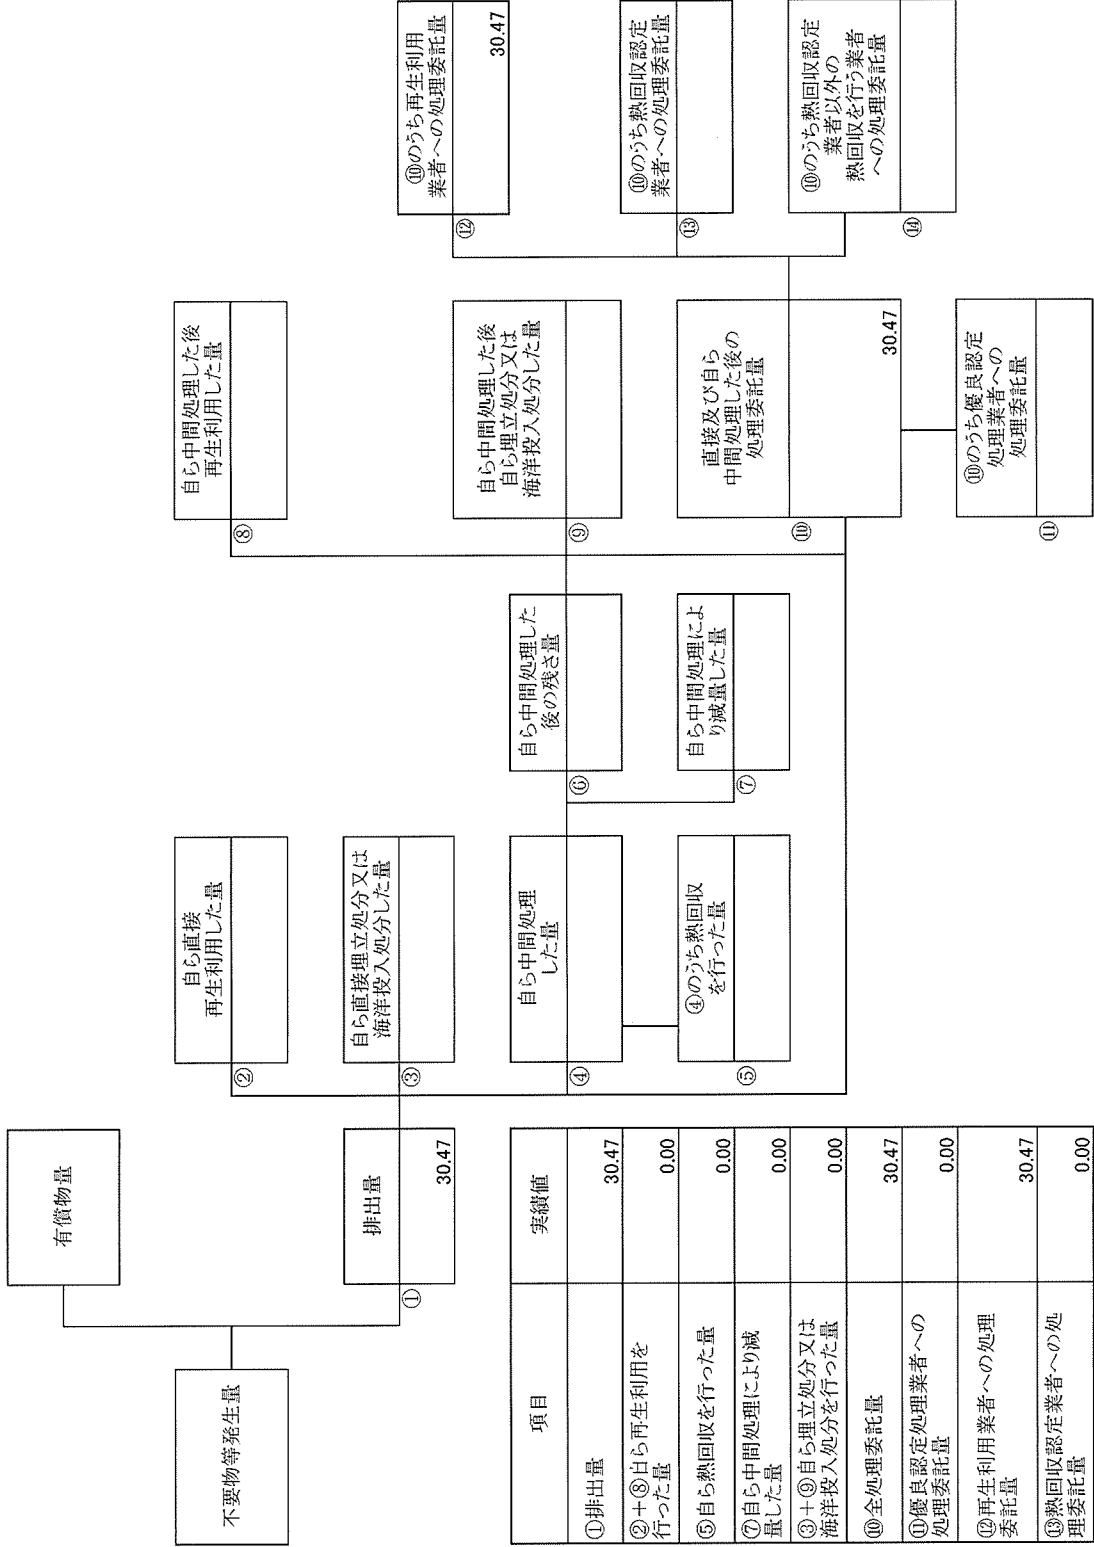 不要物等発生量
有償物量
①
排出量
30.47
②
自ら直接
再生利用した量
③
自ら直接埋立処分又は
海洋投入処分した量
④
自ら中間処理
した量
⑤
④のうち熱回収
を行った量
⑥
自ら中間処理した
後の残さ量
⑦
自ら中間処理によ
り減量した量
⑧
自ら中間処理した後
再生利用した量
⑨
自ら中間処理した後
自ら埋立処分又は
海洋投入処分した量
⑩
直接及び自ら
中間処理した後の
処理委託量
30.47
⑪
⑩のうち優良認定
処理業者への
処理委託量
⑫
⑩のうち再生利用
業者への処理委託量
30.47
⑬
⑩のうち熱回収認定
業者への処理委託量
⑭
⑩のうち熱回収認定
業者以外の
熱回収を行う業者
への処理委託量
項目 実績値
①排出量 30.47
②+⑧自ら再生利用を
行った量 0.00
⑤自ら熱回収を行った量 0.00
⑦自ら中間処理により減
量した量 0.00
③+⑨自ら埋立処分又は
海洋投入処分を行った量 0.00
⑩全処理委託量 30.47
⑪優良認定処理業者への
処理委託量 0.00
⑫再生利用業者への処理
委託量 30.47
⑬熱回収認定業者への処
理委託量 0.00